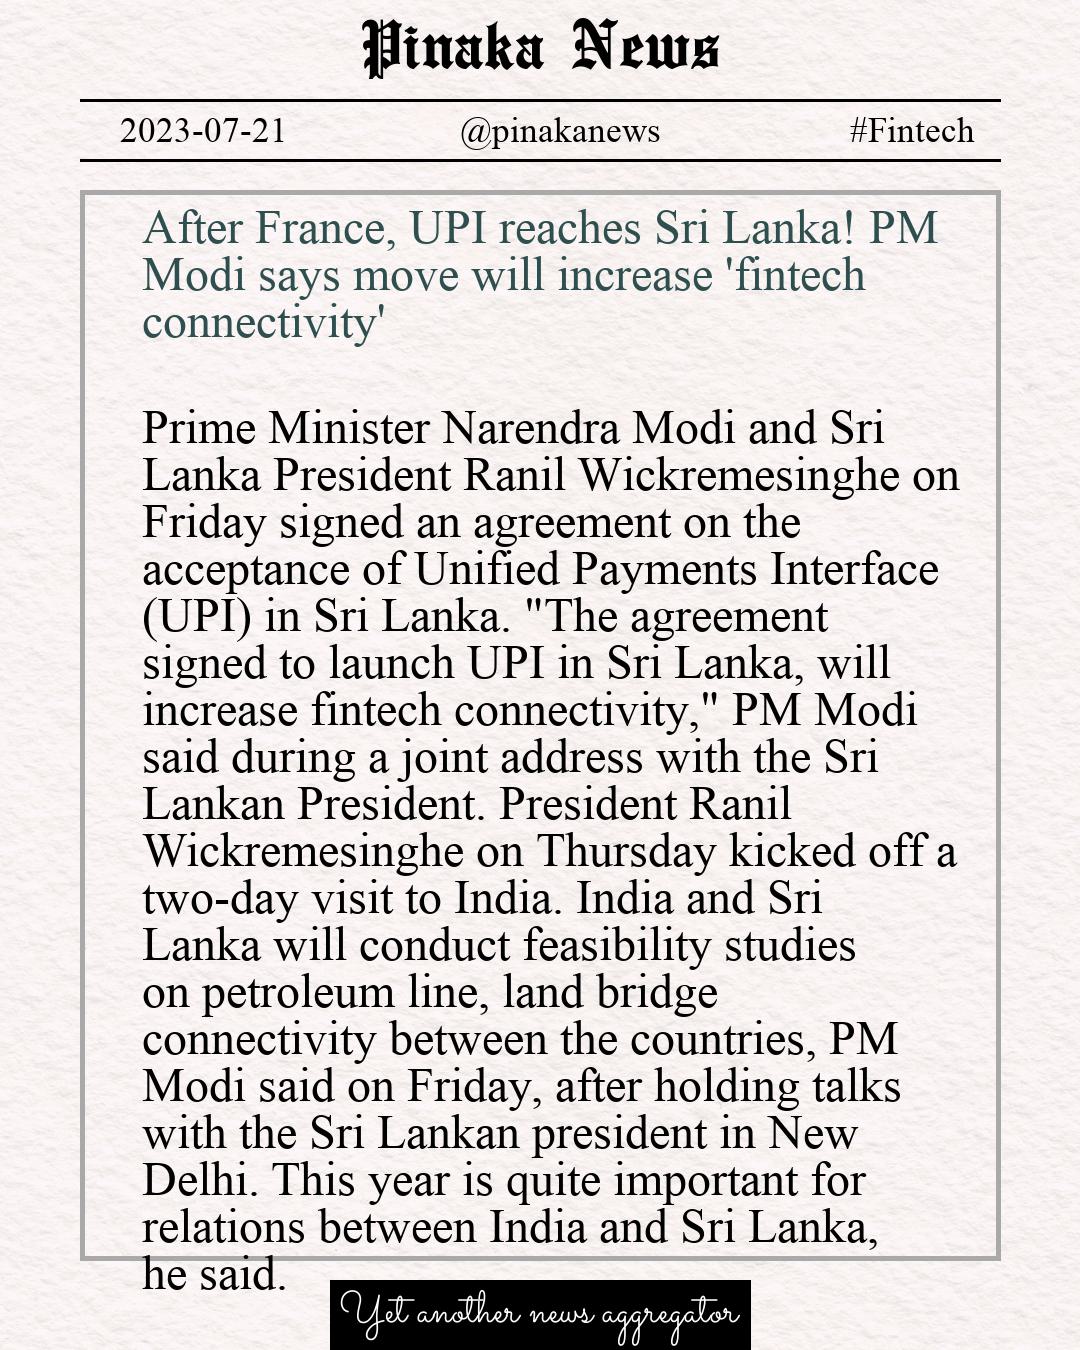 Pinaka News
2023-07-21 @pinakanews #Fintech
After France, UPI reaches Sri Lanka! PM
Modi says move will increase 'fintech
connectivity'
Prime Minister Narendra Modi and Sri
Lanka President Ranil Wickremesinghe on
Friday signed an agreement on the
acceptance of Unified Payments Interface
(UPI) in Sri Lanka. "The agreement
signed to launch UPI in Sri Lanka, will
increase fintech connectivity," PM Modi
said during a joint address with the Sri
Lankan President. President Ranil
Wickremesinghe on Thursday kicked off a
two-day visit to India. India and Sri
Lanka will conduct feasibility studies
on petroleum line, land bridge
connectivity between the countries, PM
Modi said on Friday, after holding talks
with the Sri Lankan president in New
Delhi. This year is quite important for
relations between India and Sri Lanka,
he said.
Yet another news aggregator